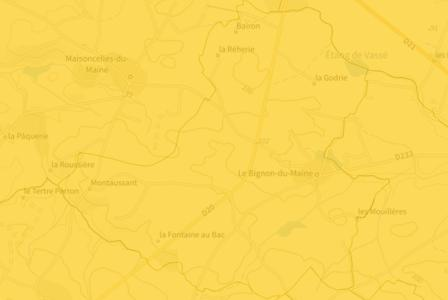 Bairon
la Réherie
Étang de Vassé
D21
Maisoncelles-du-
Maine
la Godrie
la Pâquerie
la Roussière
Le Bignon-du-Maine
D233
Montaussant
le Tertre Perron
D20
les Mouillères
la Fontaine au Bac